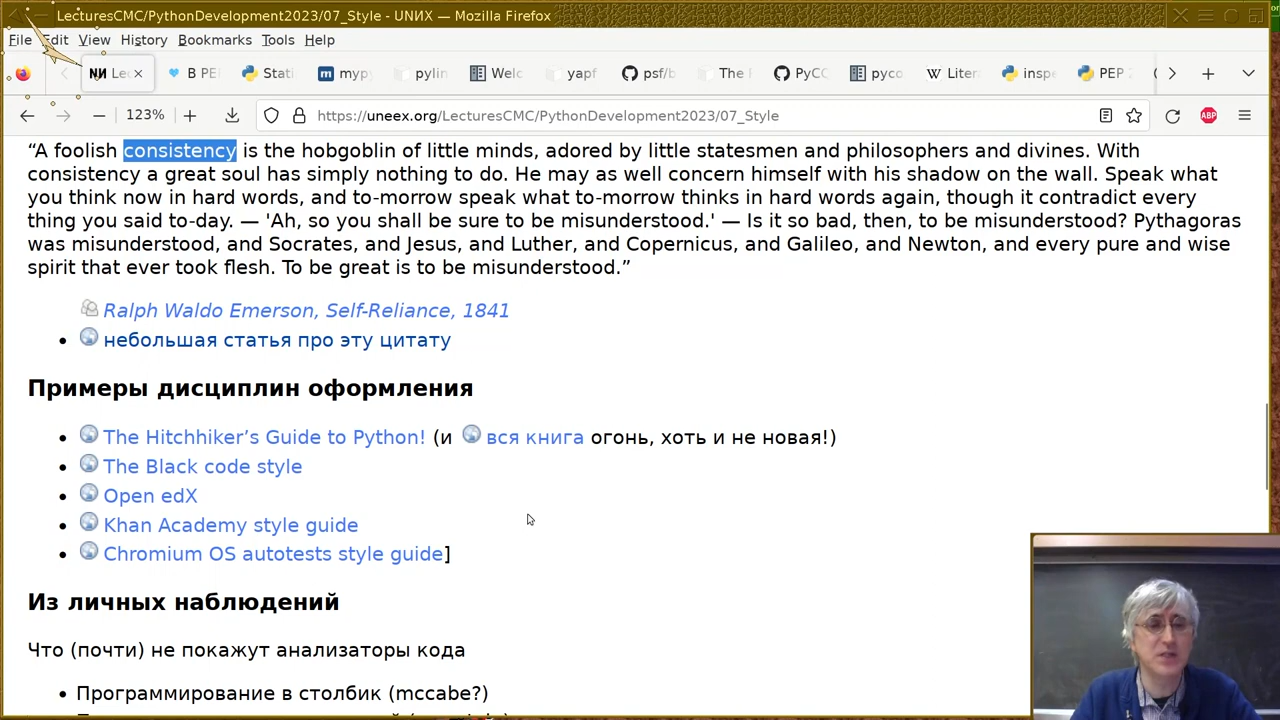 LecturesCMC/PythonDevelopment2023/07_Style - UNИX — Mozilla Firefox
File Edit View History Bookmarks Tools Help
Lec В PE Stati mypy pylin Welc yapf psf/b The PyCC pyco Liter inspe PEP
123% https://uneex.org/LecturesCMC/PythonDevelopment2023/07_Style ABP
“A foolish consistency is the hobgoblin of little minds, adored by little statesmen and philosophers and divines. With
consistency a great soul has simply nothing to do. He may as well concern himself with his shadow on the wall. Speak what
you think now in hard words, and to-morrow speak what to-morrow thinks in hard words again, though it contradict every
thing you said to-day. — 'Ah, so you shall be sure to be misunderstood.' — Is it so bad, then, to be misunderstood? Pythagoras
was misunderstood, and Socrates, and Jesus, and Luther, and Copernicus, and Galileo, and Newton, and every pure and wise
spirit that ever took flesh. To be great is to be misunderstood.”
Ralph Waldo Emerson, Self-Reliance, 1841
небольшая статья про эту цитату
Примеры дисциплин оформления
The Hitchhiker’s Guide to Python! (и вся книга огонь, хоть и не новая!)
The Black code style
Open edX
Khan Academy style guide
Chromium OS autotests style guide]
Из личных наблюдений
Что (почти) не покажут анализаторы кода
Программирование в столбик (mccabe?)